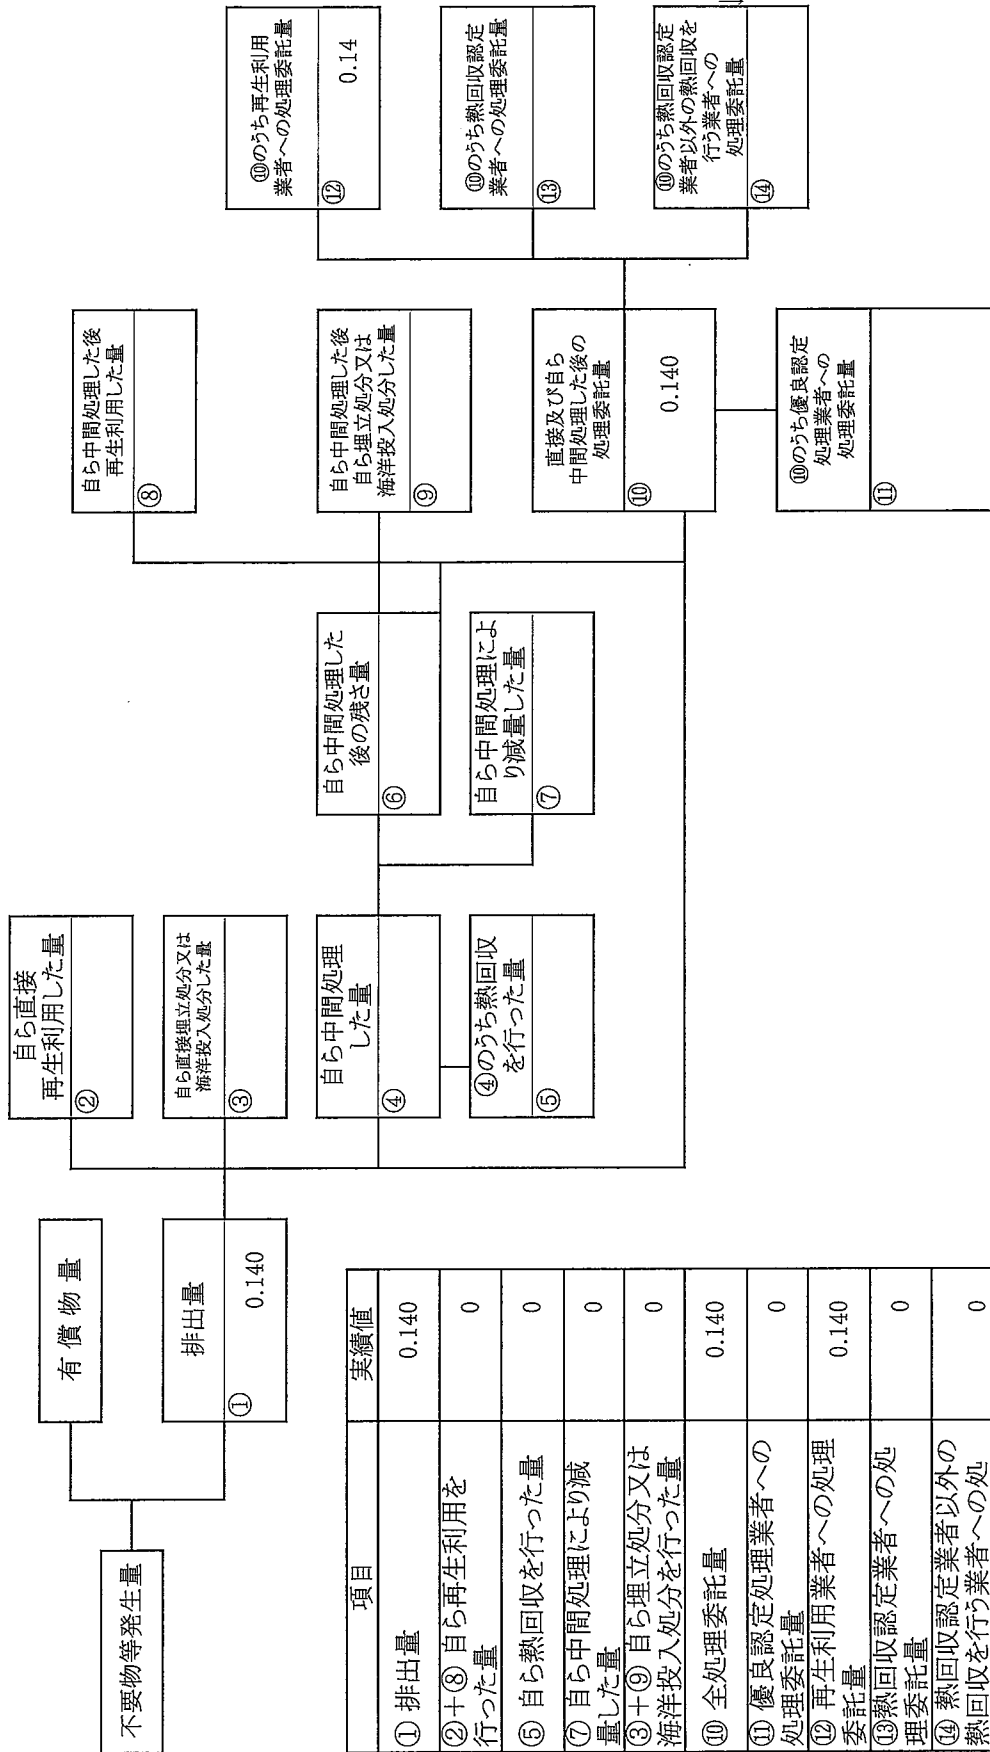 不要物等発生量
有 償 物 量
排出量
①
0.140
自ら直接
再生利用した量
②
自ら直接埋立処分又は
海洋投入処分した量
③
自ら中間処理
した量
④
④のうち熱回収
を行った量
⑤
自ら中間処理した
後の残さ量
⑥
自ら中間処理によ
り減量した量
⑦
自ら中間処理した後
再生利用した量
⑧
自ら中間処理した後
自ら埋立処分又は
海洋投入処分した量
⑨
直接及び自ら
中間処理した後の
処理委託量
⑩
0.140
⑩のうち優良認定
処理業者への
処理委託量
⑪
⑩のうち再生利用
業者への処理委託量
⑫
0.14
⑩のうち熱回収認定
業者への処理委託量
⑬
⑩のうち熱回収認定
業者以外の熱回収を
行う業者への
処理委託量
⑭
項目 実績値
① 排出量 0.140
②+⑧ 自ら再生利用を
行った量 0
⑤ 自ら熱回収を行った量 0
⑦ 自ら中間処理により減
量した量 0
③+⑨ 自ら埋立処分又は
海洋投入処分を行った量 0
⑩ 全処理委託量 0.140
⑪ 優良認定処理業者への
処理委託量 0
⑫ 再生利用業者への処理
委託量 0.140
⑬熱回収認定業者への処
理委託量 0
⑭ 熱回収認定業者以外の
熱回収を行う業者への処 0